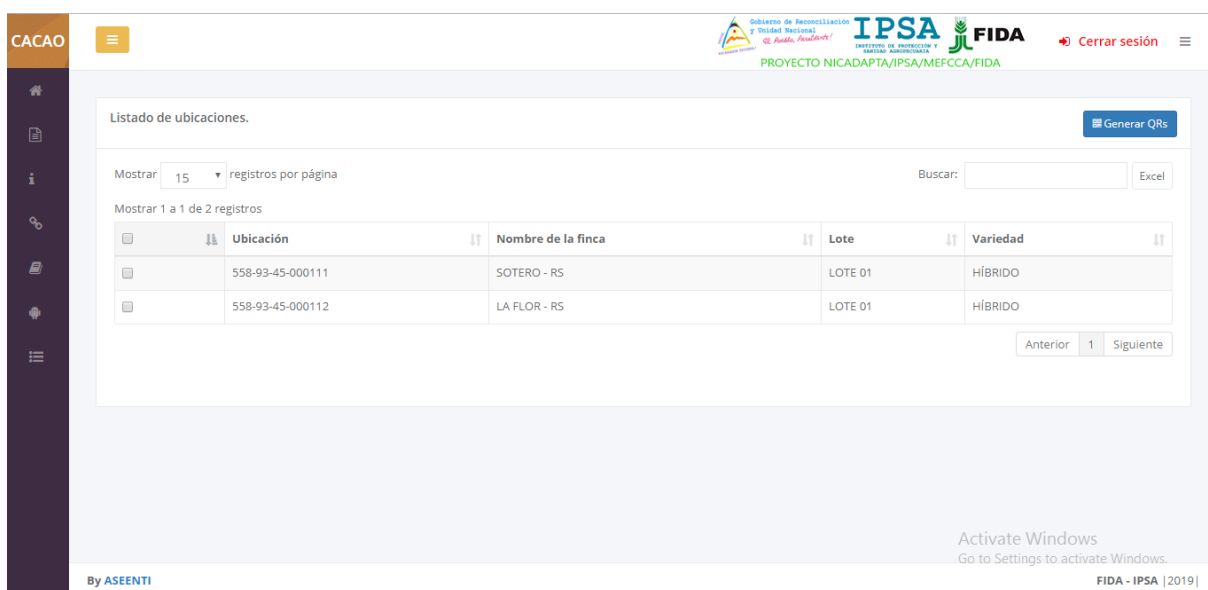 CACAO
Gobierno de Reconciliación
y Unidad Nacional
El Pueblo, Presidente!
IPSA
INSTITUTO DE PROTECCIÓN Y
SANIDAD AGROPECUARIA
FIDA
PROYECTO NICADAPTA/IPSA/MEFCCA/FIDA
Cerrar sesión
Listado de ubicaciones.
Generar QRs
Mostrar 15 registros por página
Buscar:
Excel
Mostrar 1 a 1 de 2 registros
Ubicación Nombre de la finca Lote Variedad
558-93-45-000111 SOTERO - RS LOTE 01 HÍBRIDO
558-93-45-000112 LA FLOR - RS LOTE 01 HÍBRIDO
Anterior 1 Siguiente
Activate Windows
Go to Settings to activate Windows.
By ASEENTI
FIDA - IPSA |2019|